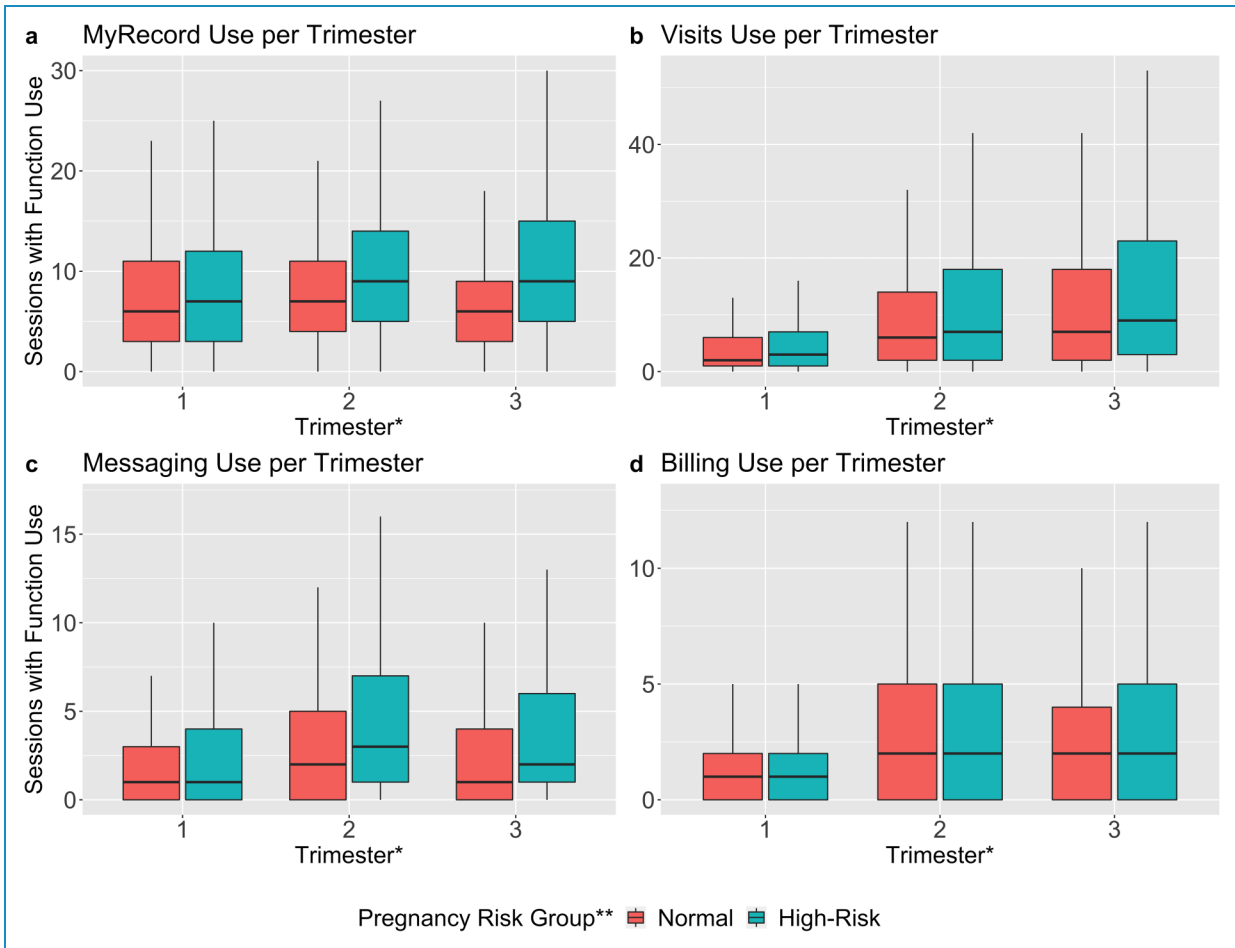 a MyRecord Use per Trimester
Sessions with Function Use
30
20
10
0
1 2 3
Trimester*
b Visits Use per Trimester
40
20
0
1 2 3
Trimester*
c Messaging Use per Trimester
Sessions with Function Use
15
10
5
0
1 2 3
Trimester*
d Billing Use per Trimester
10
5
0
1 2 3
Trimester*
Pregnancy Risk Group** Normal High-Risk